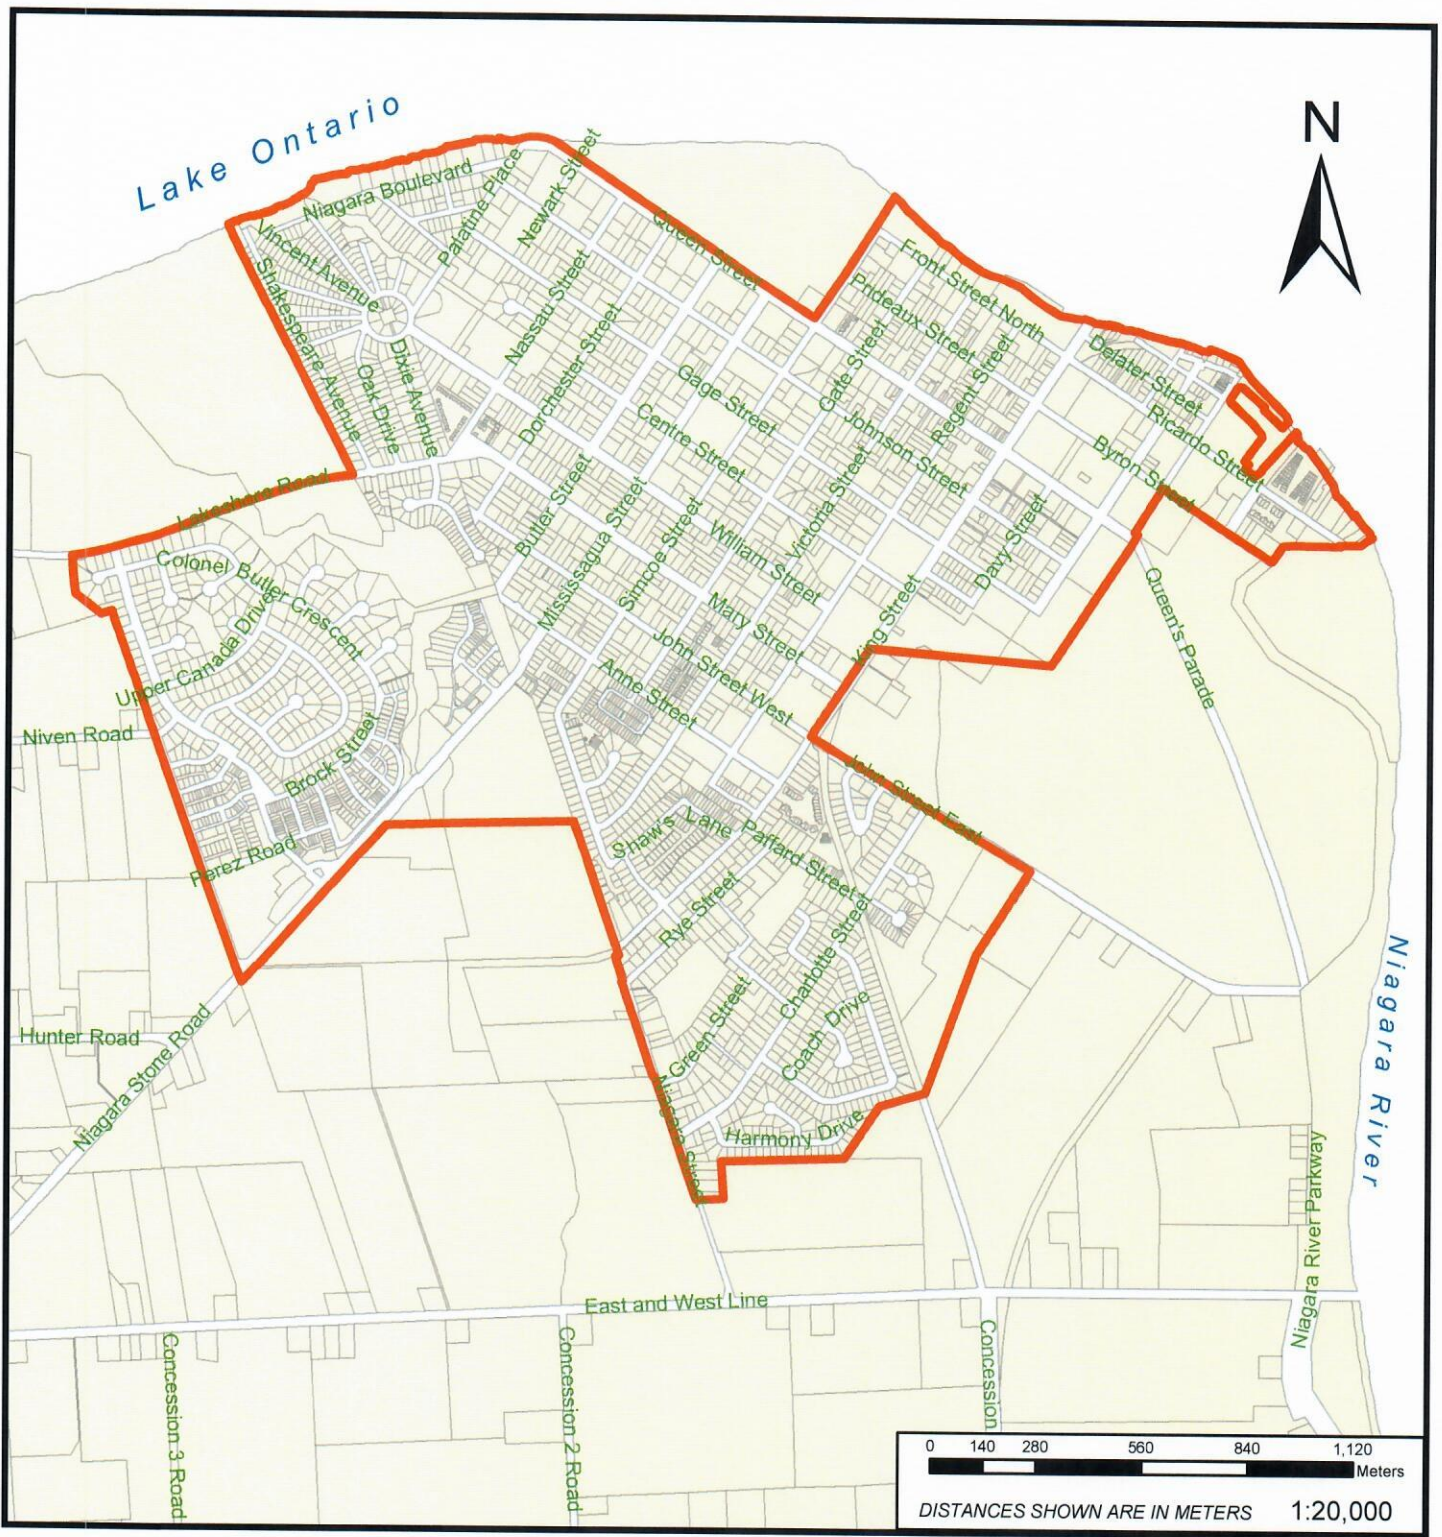 N
Lake Ontario
Niagara Boulevard
Palatine Place
Newark Street
Queen Street
Vincent Avenue
Shakespeare Avenue
Oak Drive
Dixie Avenue
Nassau Street
Dorchester Street
Front Street North
Prideaux Street
Gate Street
Regent Street
Delater Street
Ricardo Street
Byron Street
Gage Street
Centre Street
Johnson Street
Lakeshore Road
Butler Street
Mississagua Street
Simcoe Street
William Street
Victoria Street
Davy Street
Colonel Butler Crescent
Upper Canada Drive
Mary Street
King Street
Queen's Parade
John Street West
Anne Street
Niven Road
Brock Street
John Street East
Perez Road
Shaw's Lane
Paffard Street
Rye Street
Charlotte Street
Niagara River
Green Street
Coach Drive
Hunter Road
Niagara Stone Road
Niagara Street
Harmony Drive
Niagara River Parkway
East and West Line
Concession 3 Road
Concession 2 Road
Concession
0 140 280 560 840 1,120
Meters
DISTANCES SHOWN ARE IN METERS 1:20,000